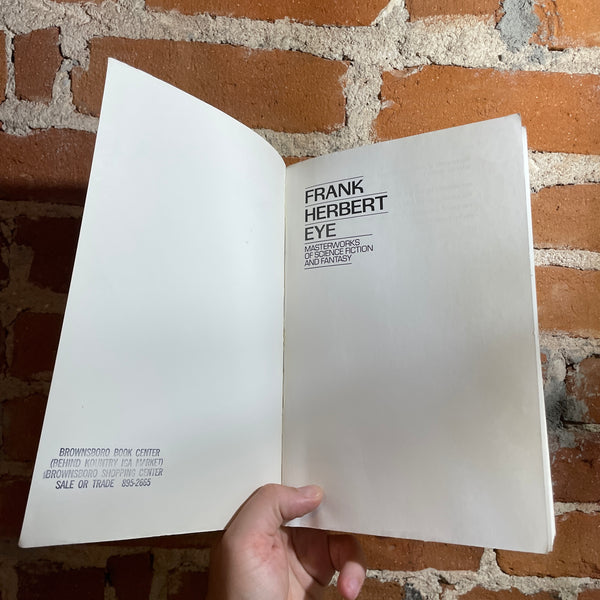 FRANK
HERBERT
EYE
MASTERWORKS
OF SCIENCE FICTION
AND FANTASY
BROWNSBORO BOOK CENTER
(BEHIND KOUNTRY IGA MARKET)
BROWNSBORO SHOPPING CENTER
SALE OR TRADE 895-2665